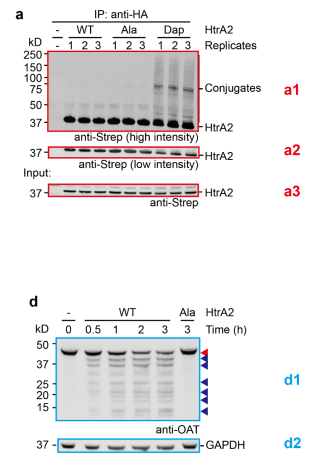 a
IP: anti-HA
- WT Ala Dap HtrA2
kD - 1 2 3 1 2 3 1 2 3 Replicates
250
150
100
75 Conjugates a1
50
37 HtrA2
anti-Strep (high intensity)
37 HtrA2 a2
anti-Strep (low intensity)
Input:
37 HtrA2 a3
anti-Strep
d
- WT Ala HtrA2
kD 0 0.5 1 2 3 3 Time (h)
50
37
25 d1
20
15
anti-OAT
37 GAPDH d2